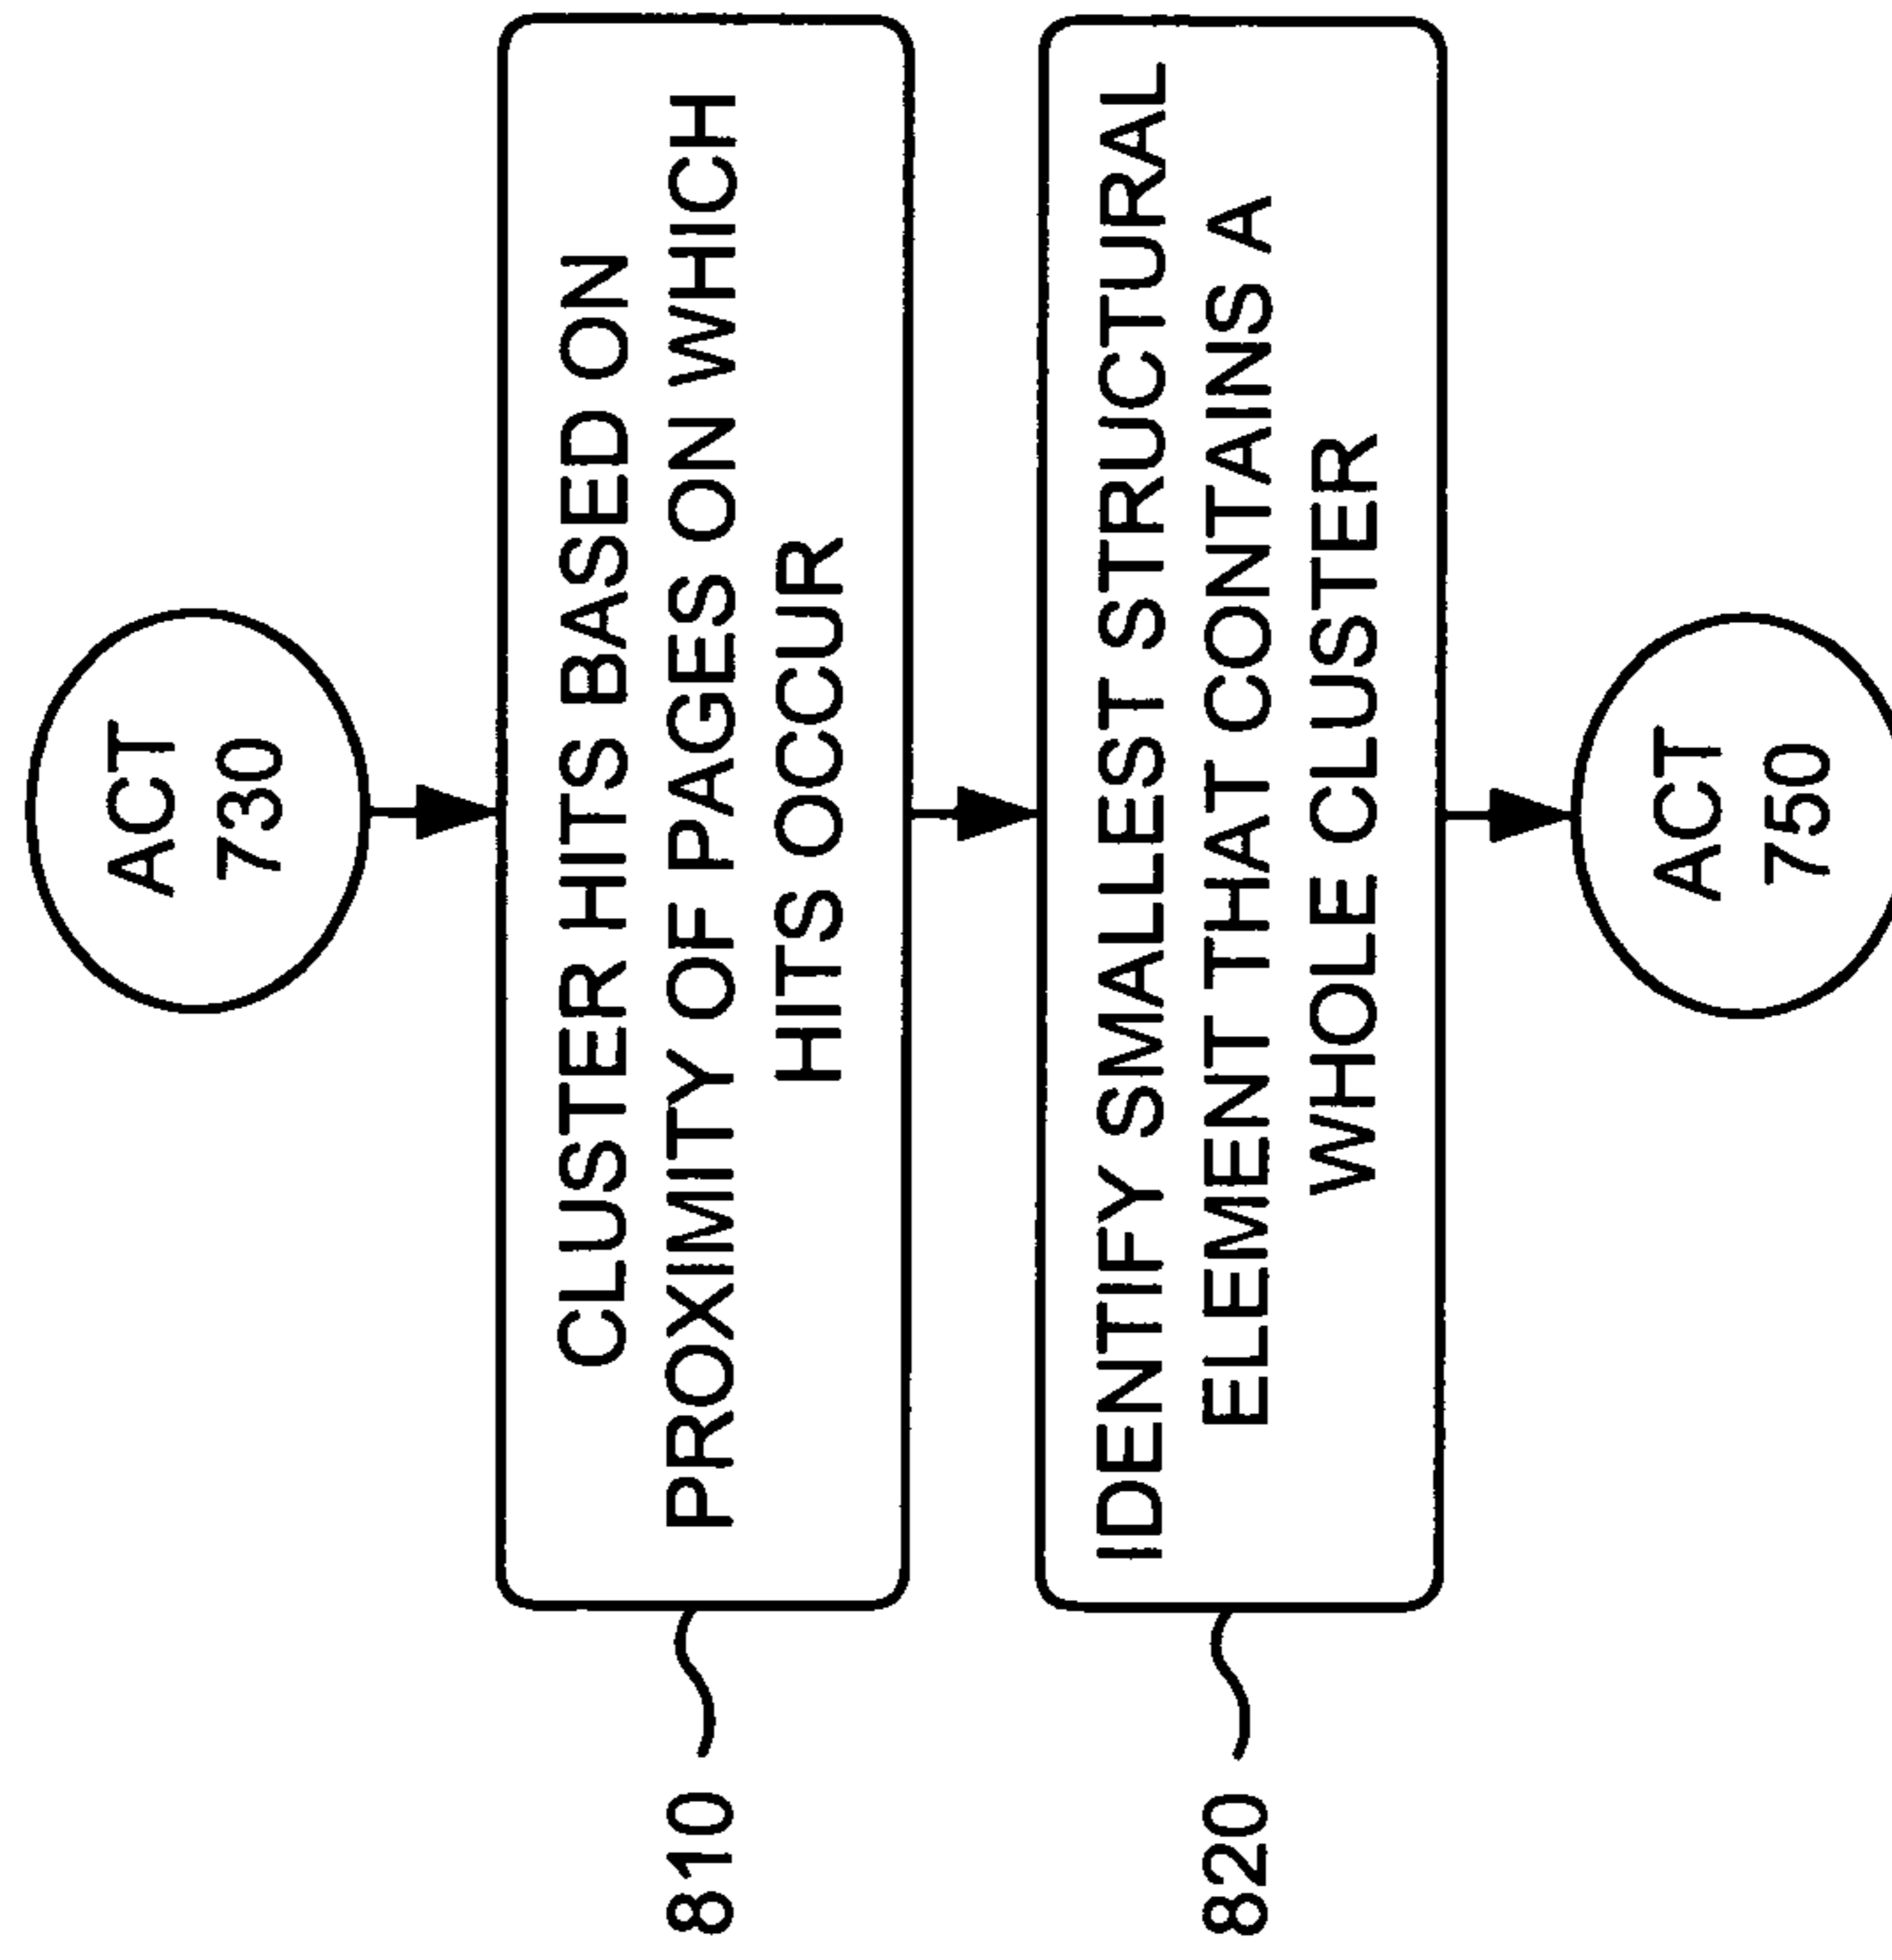 ACT
730
CLUSTER HITS BASED ON
PROXIMITY OF PAGES ON WHICH
HITS OCCUR
810
IDENTIFY SMALLEST STRUCTURAL
ELEMENT THAT CONTAINS A
WHOLE CLUSTER
820
ACT
750